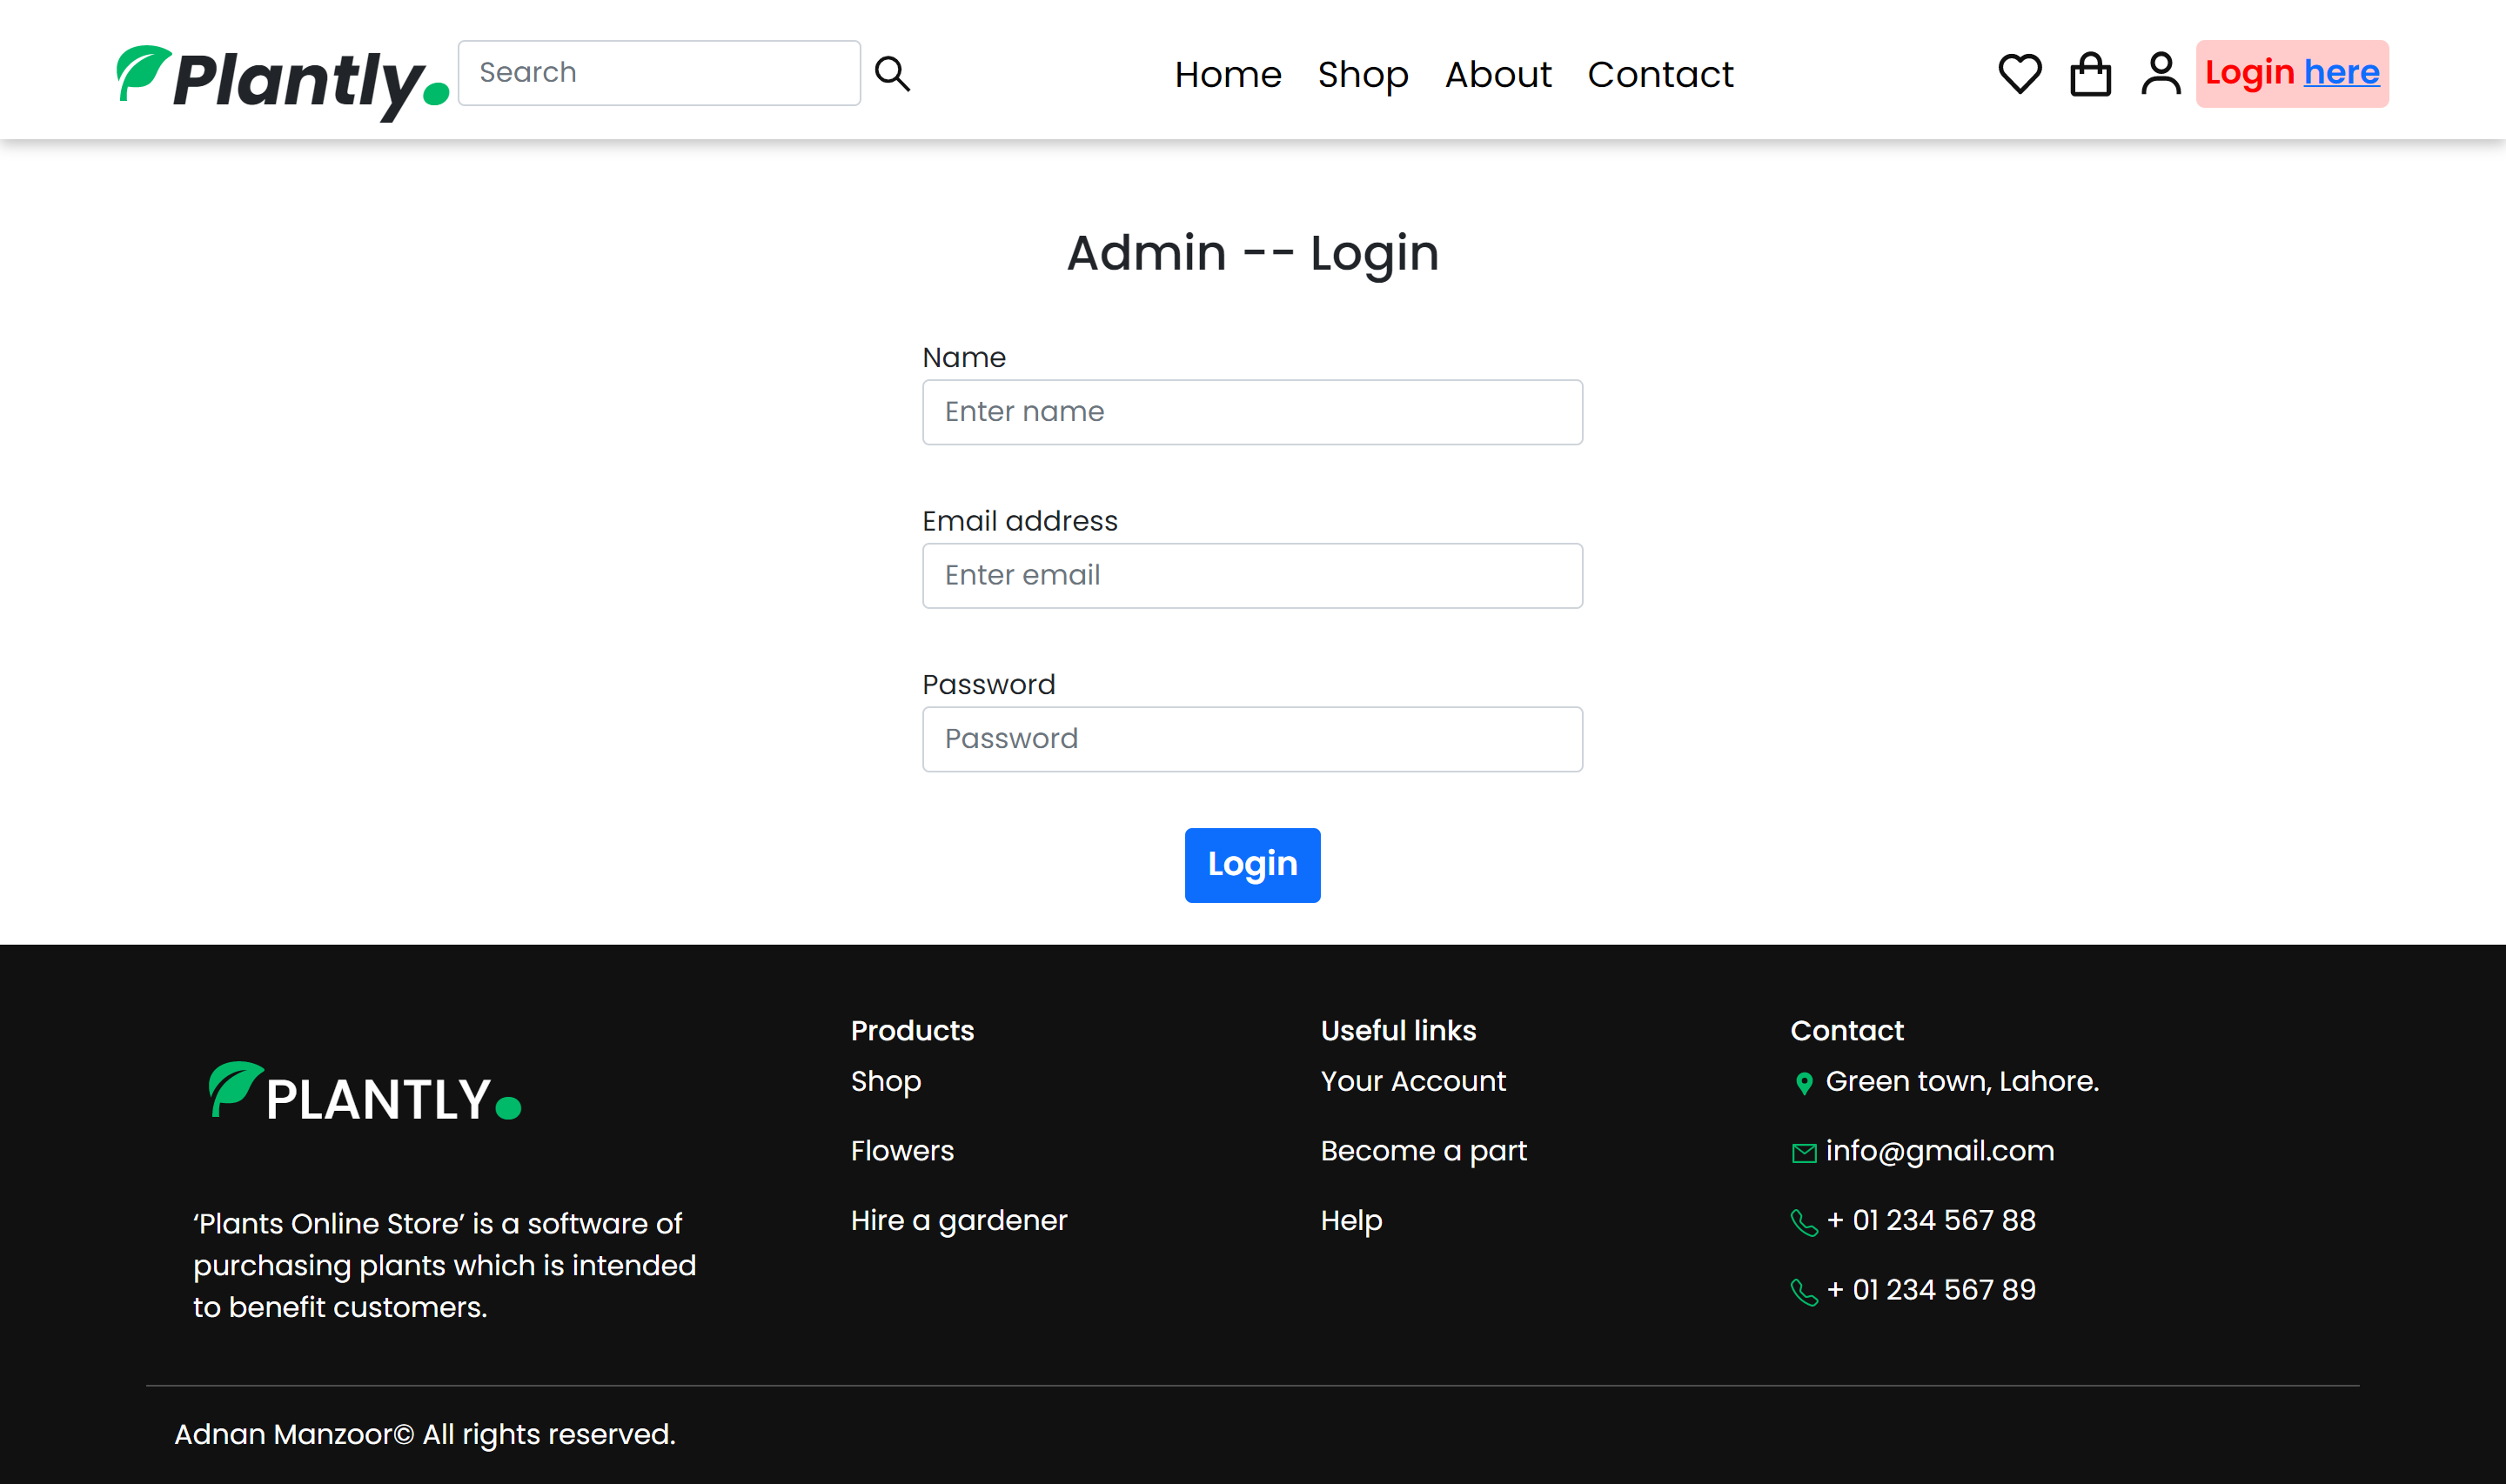 Plantly. Search Home Shop About Contact Login here
Admin -- Login
Name
Enter name
Email address
Enter email
Password
Password
Login
PLANTLY.
‘Plants Online Store’ is a software of
purchasing plants which is intended
to benefit customers.
Products
Shop
Flowers
Hire a gardener
Useful links
Your Account
Become a part
Help
Contact
Green town, Lahore.
info@gmail.com
+ 01 234 567 88
+ 01 234 567 89
Adnan Manzoor© All rights reserved.